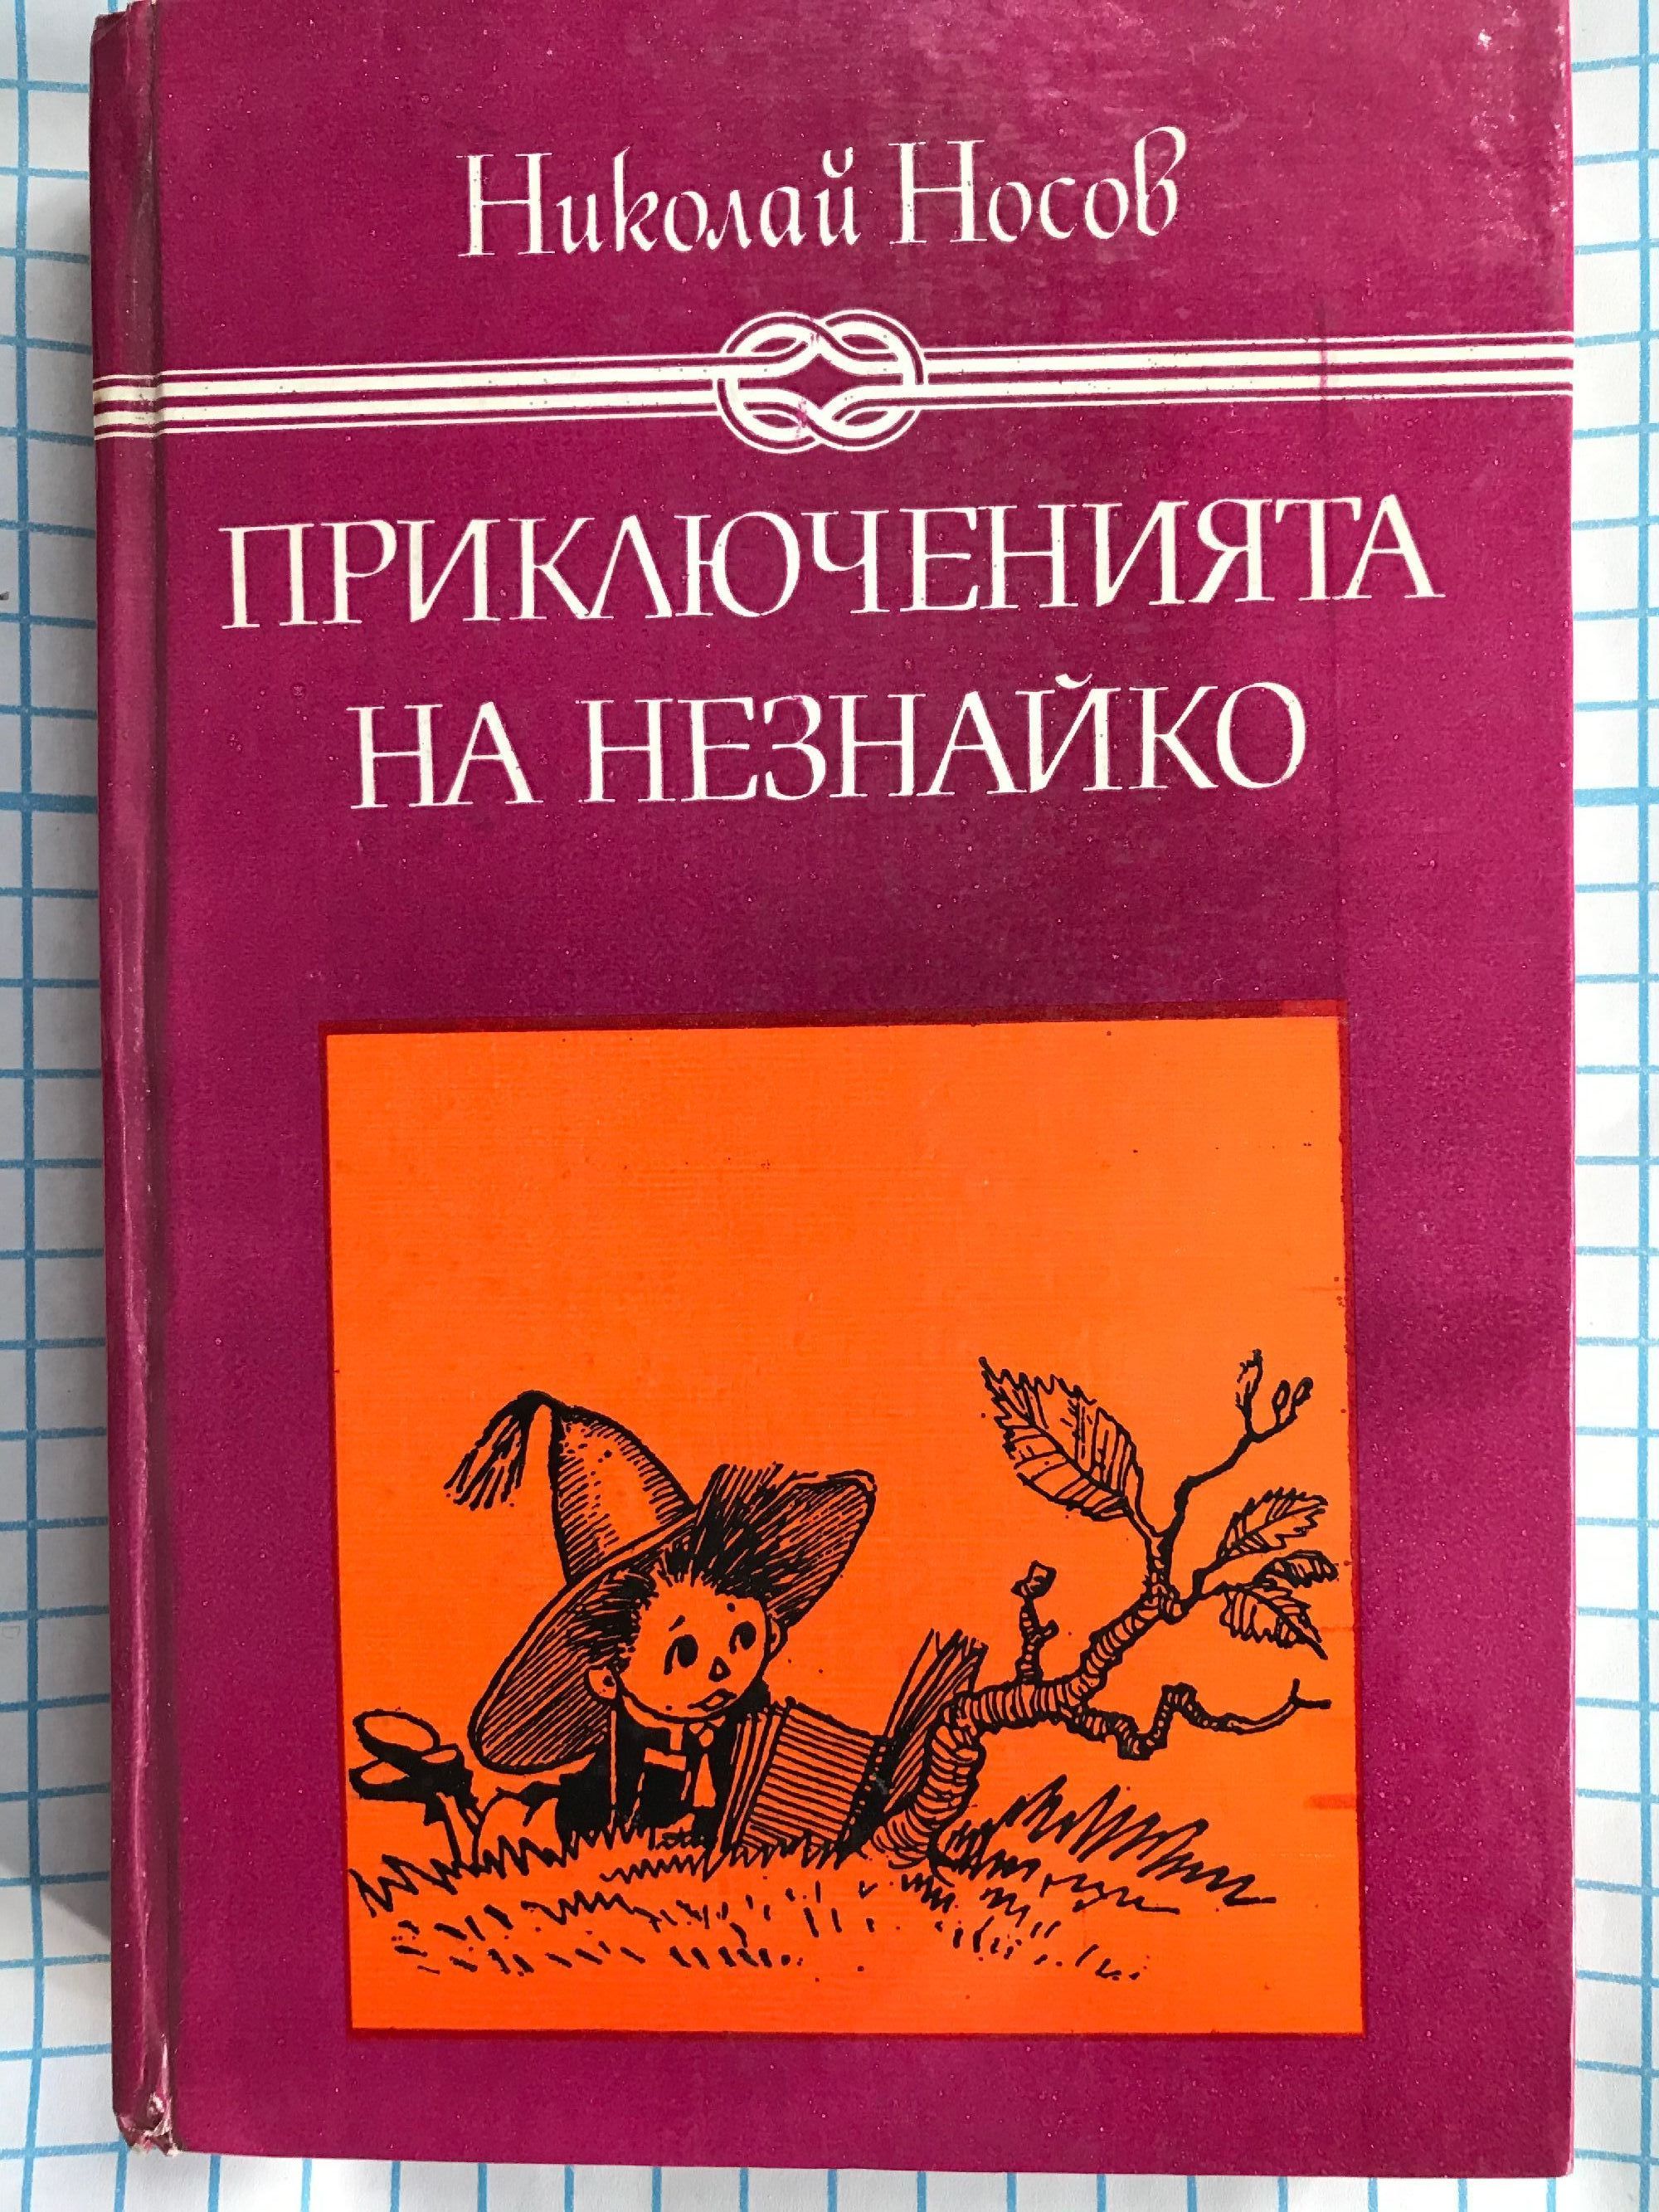 Николай Носов
ПРИКЛЮЧЕНИЯТА
НА НЕЗНАЙКО